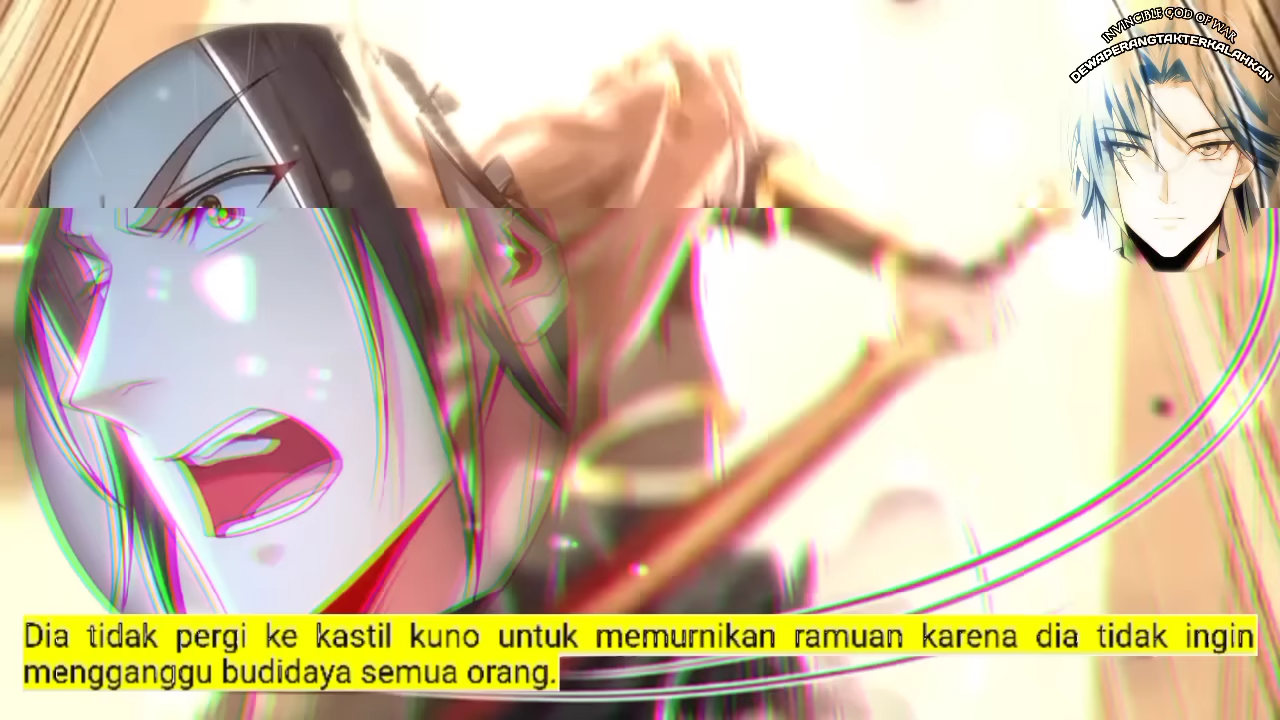 INVINCIBLE GOD OF WAR
DEWAPERANGTAKTERKALAHKAN
Dia tidak pergi ke kastil kuno untuk memurnikan ramuan karena dia tidak ingin
mengganggu budidaya semua orang.